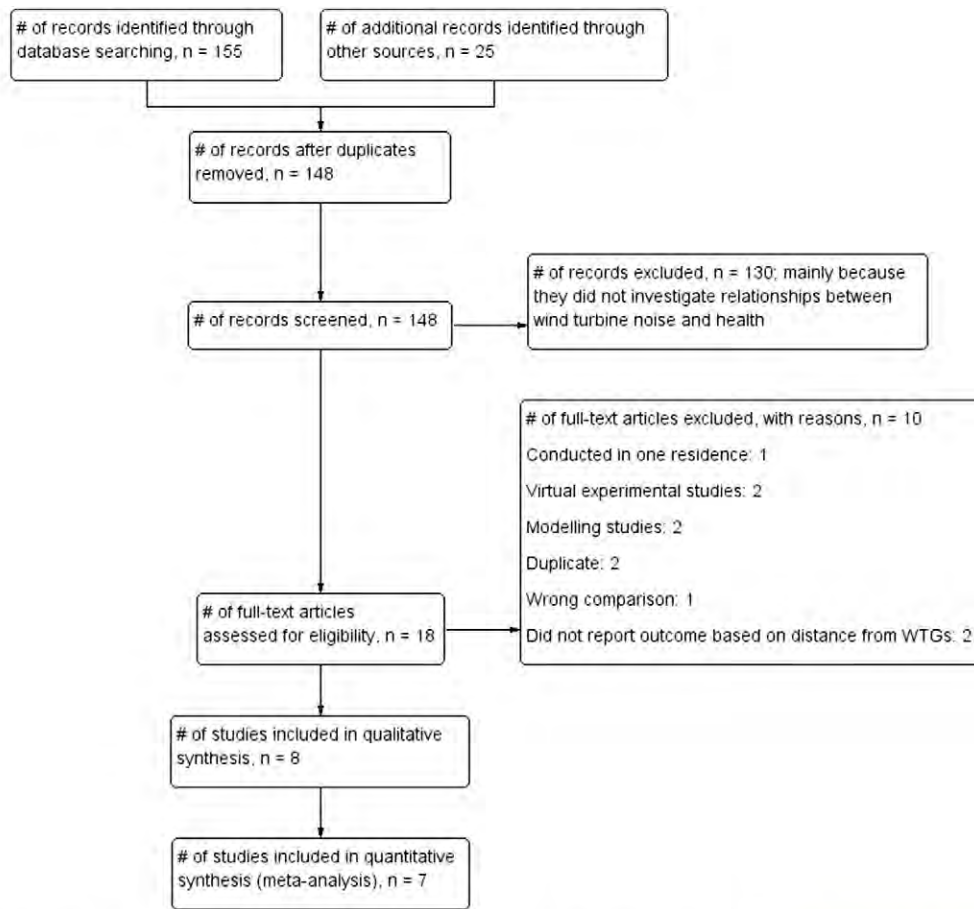 # of records identified through
database searching, n = 155
# of additional records identified through
other sources, n = 25
# of records after duplicates
removed, n = 148
# of records screened, n = 148
# of records excluded, n = 130; mainly because
they did not investigate relationships between
wind turbine noise and health
# of full-text articles
assessed for eligibility, n = 18
# of full-text articles excluded, with reasons, n = 10
Conducted in one residence: 1
Virtual experimental studies: 2
Modelling studies: 2
Duplicate: 2
Wrong comparison: 1
Did not report outcome based on distance from WTGs: 2
# of studies included in qualitative
synthesis, n = 8
# of studies included in quantitative
synthesis (meta-analysis), n = 7